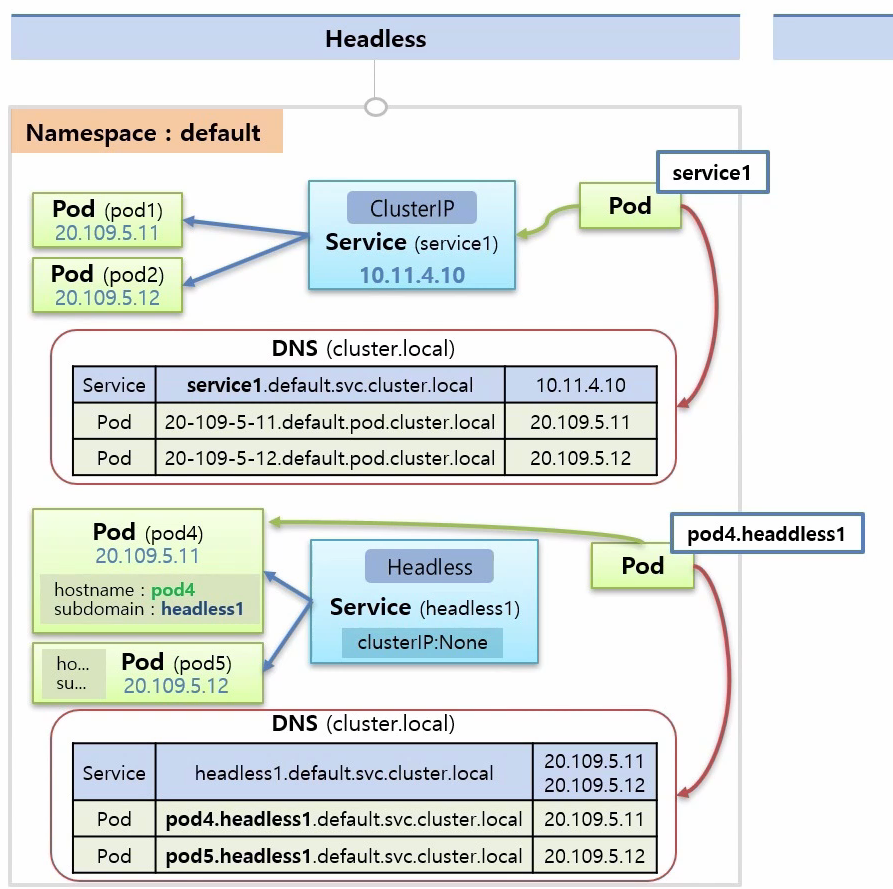 Headless
Namespace : default
service1
Pod (pod1)
20.109.5.11
Pod (pod2)
20.109.5.12
ClusterIP
Service (service1)
10.11.4.10
Pod
DNS (cluster.local)
Service service1.default.svc.cluster.local 10.11.4.10
Pod 20-109-5-11.default.pod.cluster.local 20.109.5.11
Pod 20-109-5-12.default.pod.cluster.local 20.109.5.12
pod4.headdless1
Pod (pod4)
20.109.5.11
hostname : pod4
subdomain : headless1
Headless
Service (headless1)
clusterIP:None
Pod
ho...
su...
Pod (pod5)
20.109.5.12
DNS (cluster.local)
Service headless1.default.svc.cluster.local 20.109.5.11
20.109.5.12
Pod pod4.headless1.default.svc.cluster.local 20.109.5.11
Pod pod5.headless1.default.svc.cluster.local 20.109.5.12